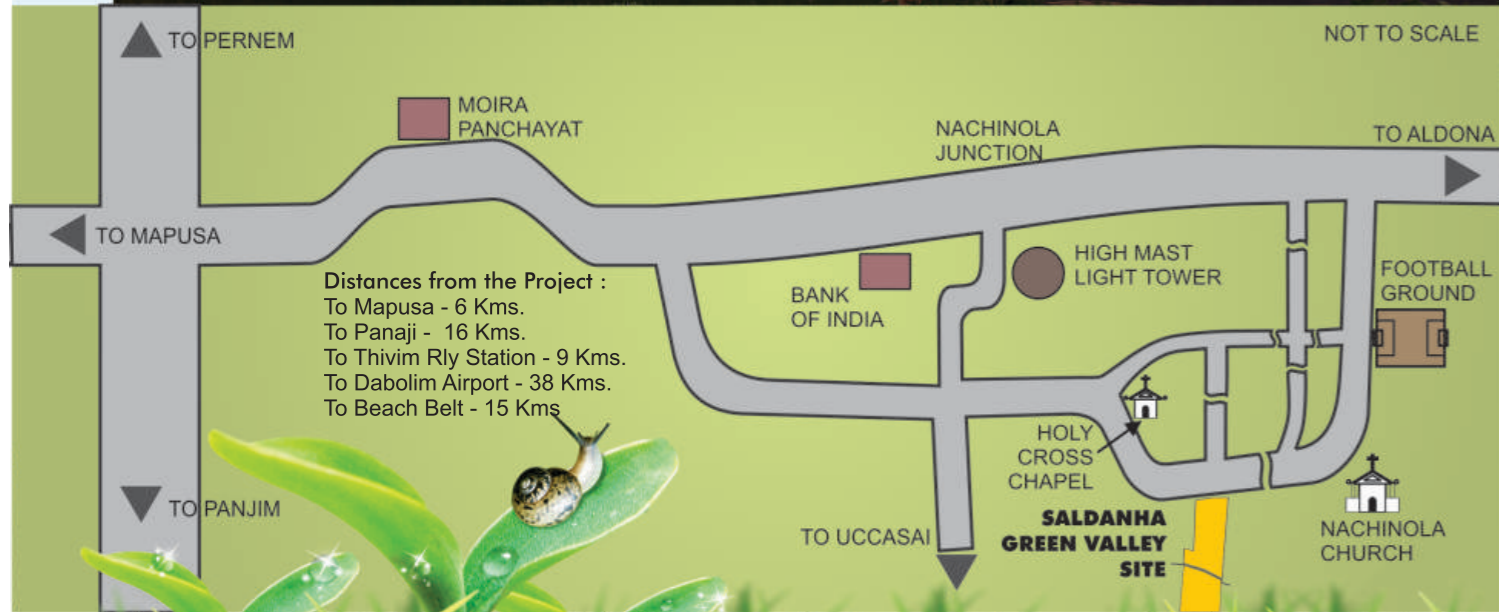 TO PERNEM
NOT TO SCALE
MOIRA
PANCHAYAT
NACHINOLA
JUNCTION
TO ALDONA
TO MAPUSA
HIGH MAST
LIGHT TOWER
FOOTBALL
GROUND
BANK
OF INDIA
Distances from the Project :
To Mapusa - 6 Kms.
To Panaji - 16 Kms.
To Thivim Rly Station - 9 Kms.
To Dabolim Airport - 38 Kms.
To Beach Belt - 15 Kms
HOLY
CROSS
CHAPEL
TO PANJIM
TO UCCASAI
SALDANHA
GREEN VALLEY
SITE
NACHINOLA
CHURCH